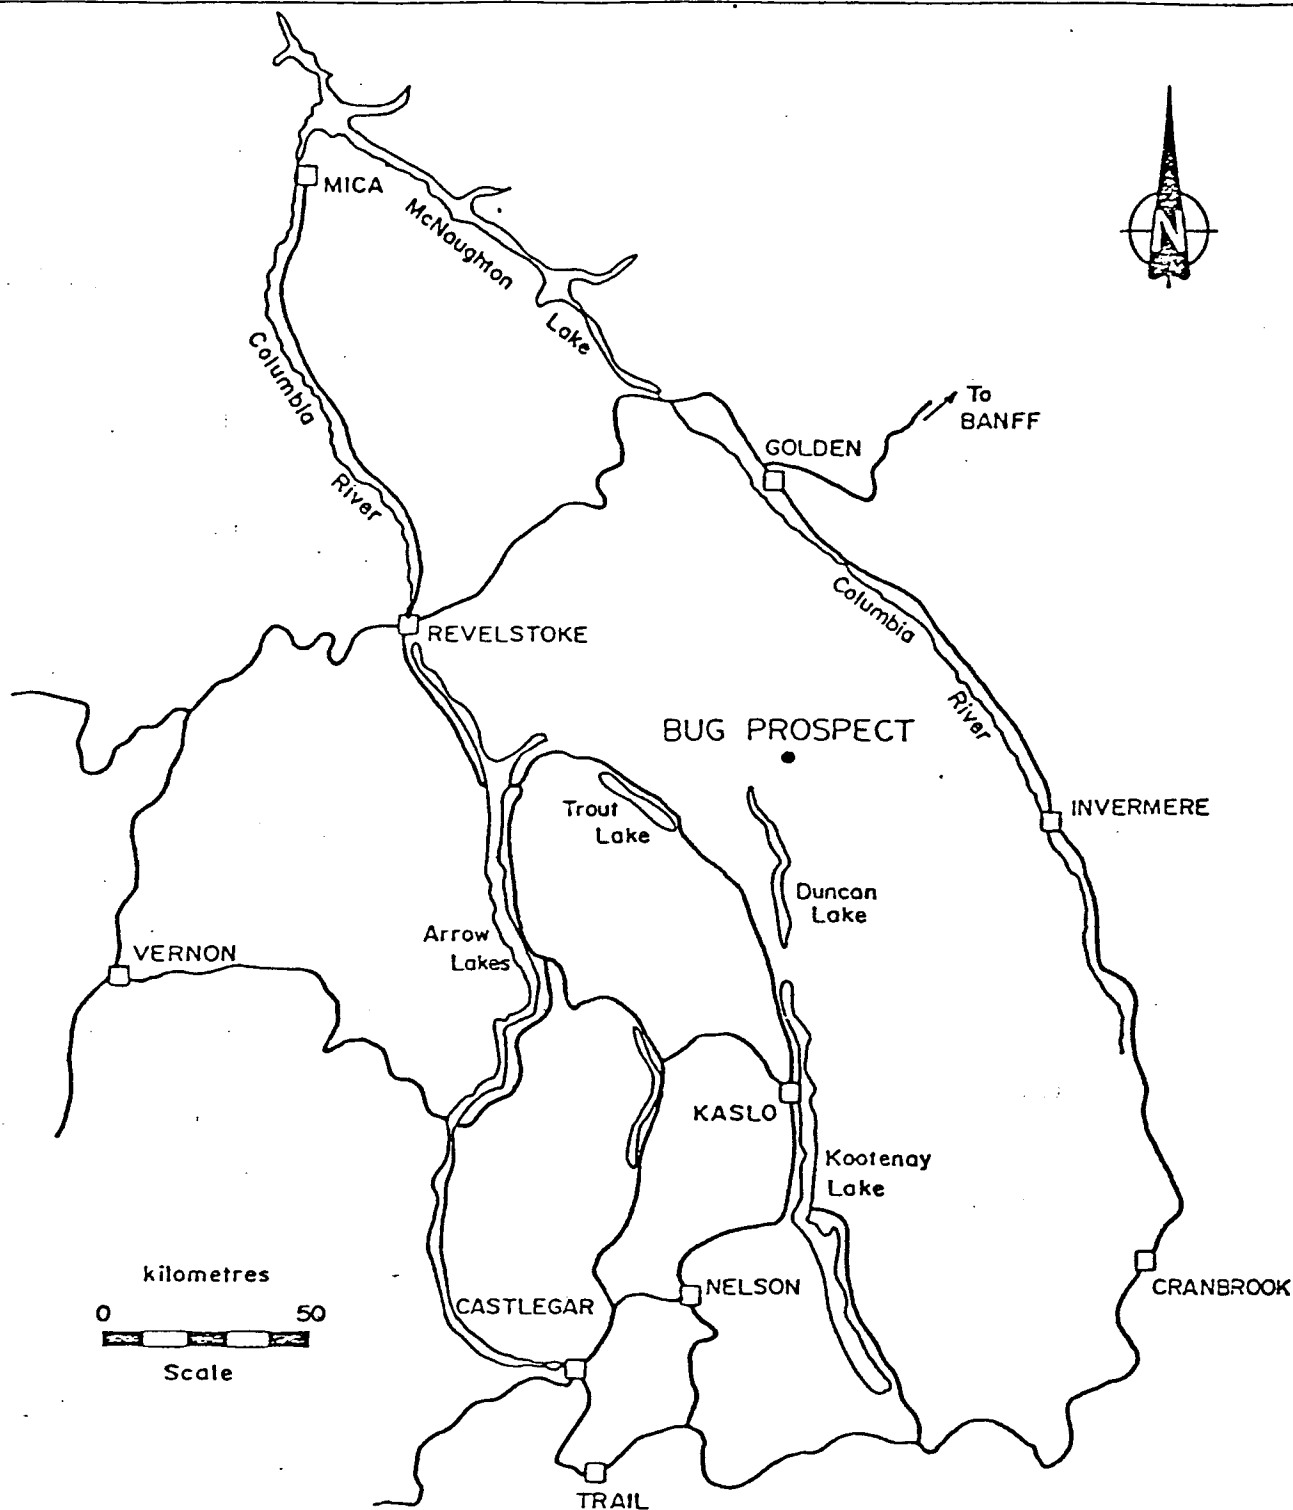 MICA
McNaughton
Lake
N
Columbia
River
To
BANFF
GOLDEN
Columbia
River
REVELSTOKE
BUG PROSPECT
INVERMERE
Trout
Lake
Duncan
Lake
VERNON
Arrow
Lakes
KASLO
Kootenay
Lake
kilometres
0 50
Scale
CASTLEGAR
NELSON
CRANBROOK
TRAIL